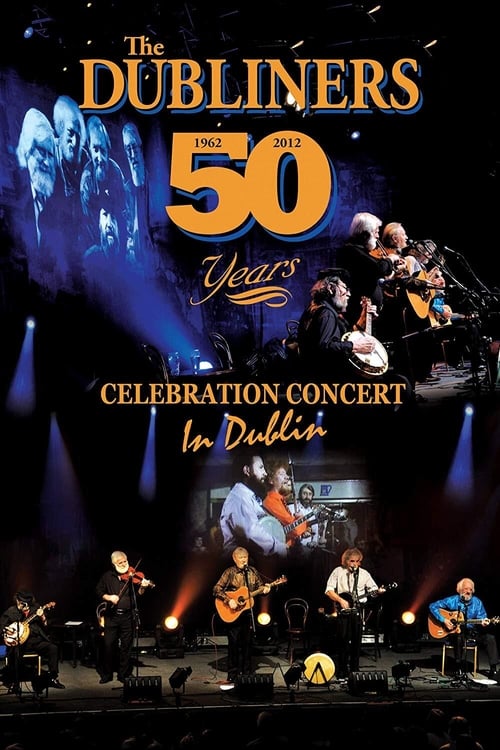 The
DUBLINERS
1962 50 2012
Years
CELEBRATION CONCERT
In Dublin